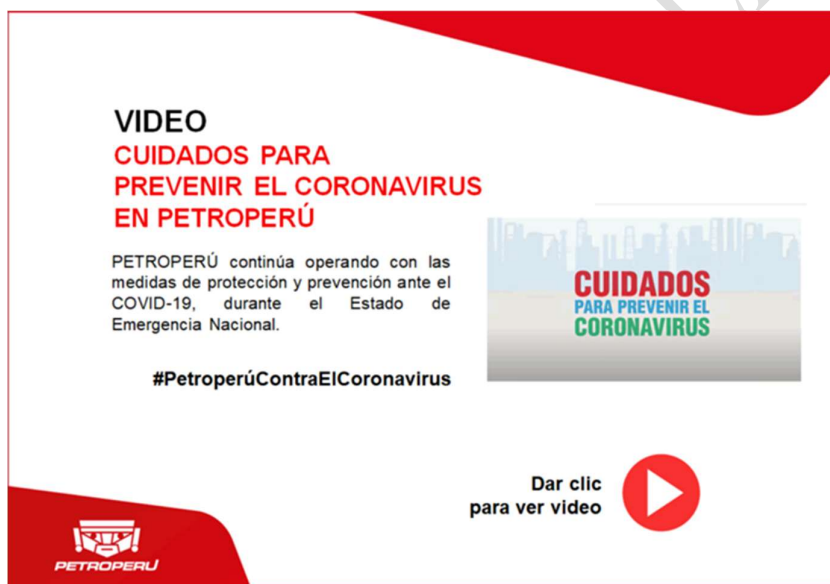 VIDEO
CUIDADOS PARA
PREVENIR EL CORONAVIRUS
EN PETROPERÚ
PETROPERÚ continúa operando con las
medidas de protección y prevención ante el
COVID-19, durante el Estado de
Emergencia Nacional.
#PetroperúContraElCoronavirus
CUIDADOS
PARA PREVENIR EL
CORONAVIRUS
Dar clic
para ver video
PETROPERU